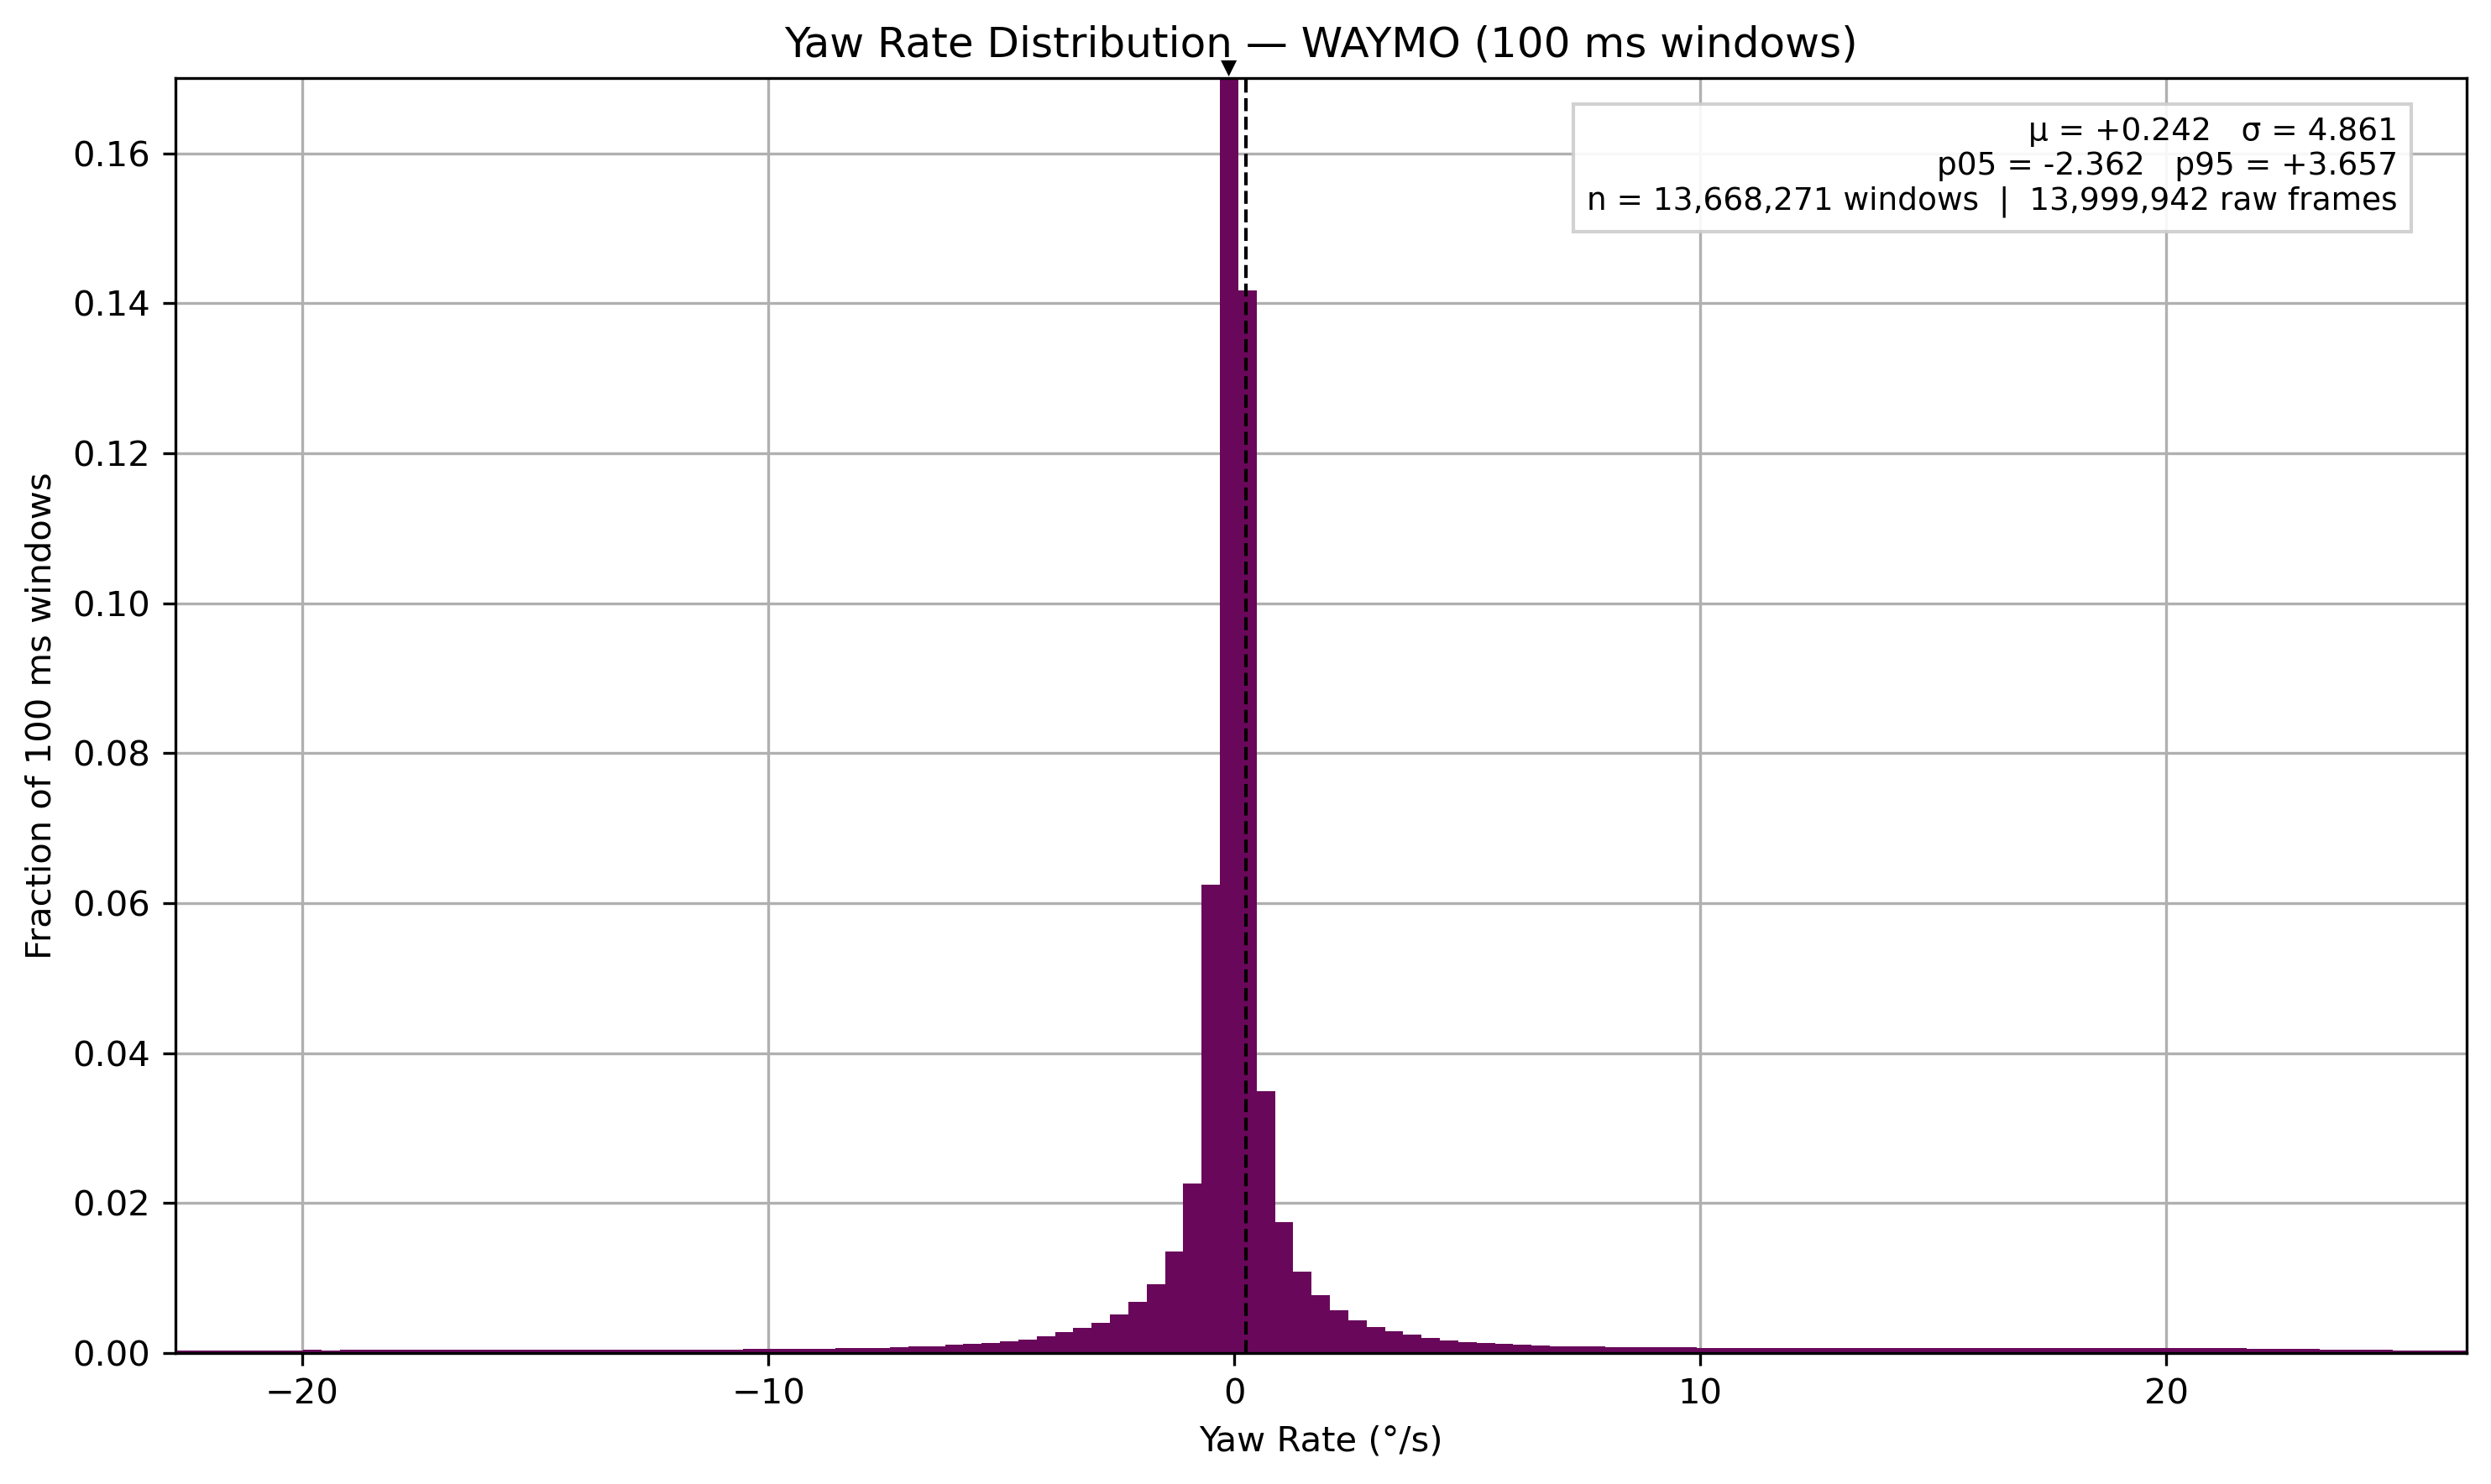 Yaw Rate Distribution — WAYMO (100 ms windows)
μ = +0.242   σ = 4.861
p05 = -2.362   p95 = +3.657
n = 13,668,271 windows  |  13,999,942 raw frames
Fraction of 100 ms windows
0.16
0.14
0.12
0.10
0.08
0.06
0.04
0.02
0.00
−20 −10 0 10 20
Yaw Rate (°/s)